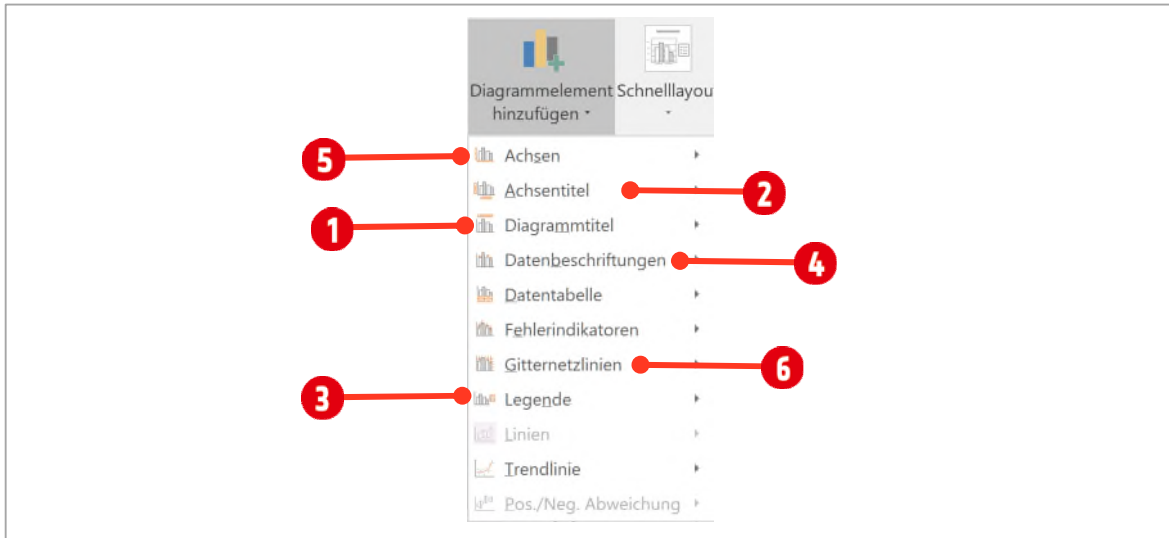 Diagrammelement Schnelllayou
hinzufügen
5 Achsen
Achsentitel 2
1 Diagrammtitel
Datenbeschriftungen 4
Datentabelle
Fehlerindikatoren
Gitternetzlinien 6
3 Legende
Linien
Trendlinie
Pos./Neg. Abweichung